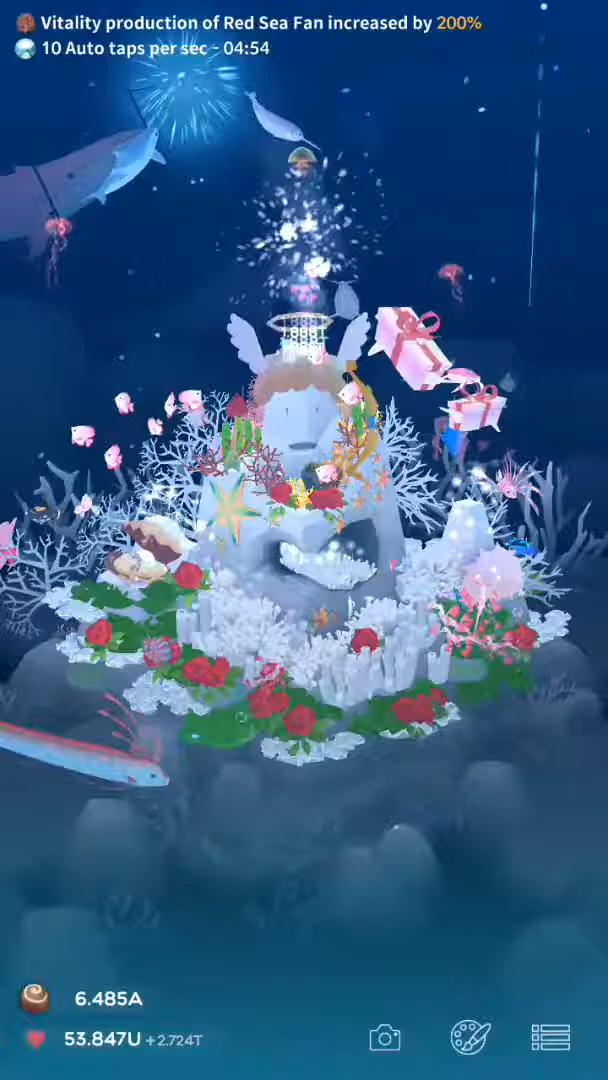 Vitality production of Red Sea Fan increased by 200%
10 Auto taps per sec - 04:54
6.485A
53.847U +2.724T